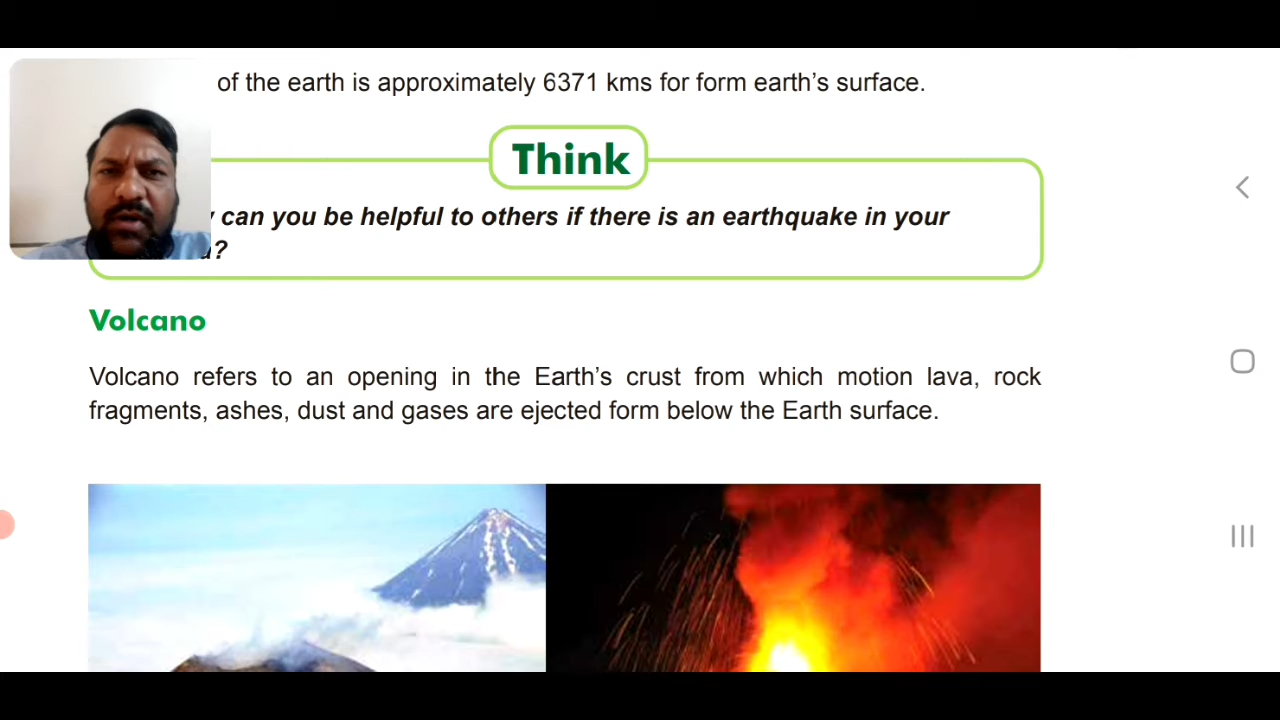 of the earth is approximately 6371 kms for form earth's surface.
Think
can you be helpful to others if there is an earthquake in your
?
Volcano
Volcano refers to an opening in the Earth's crust from which motion lava, rock
fragments, ashes, dust and gases are ejected form below the Earth surface.